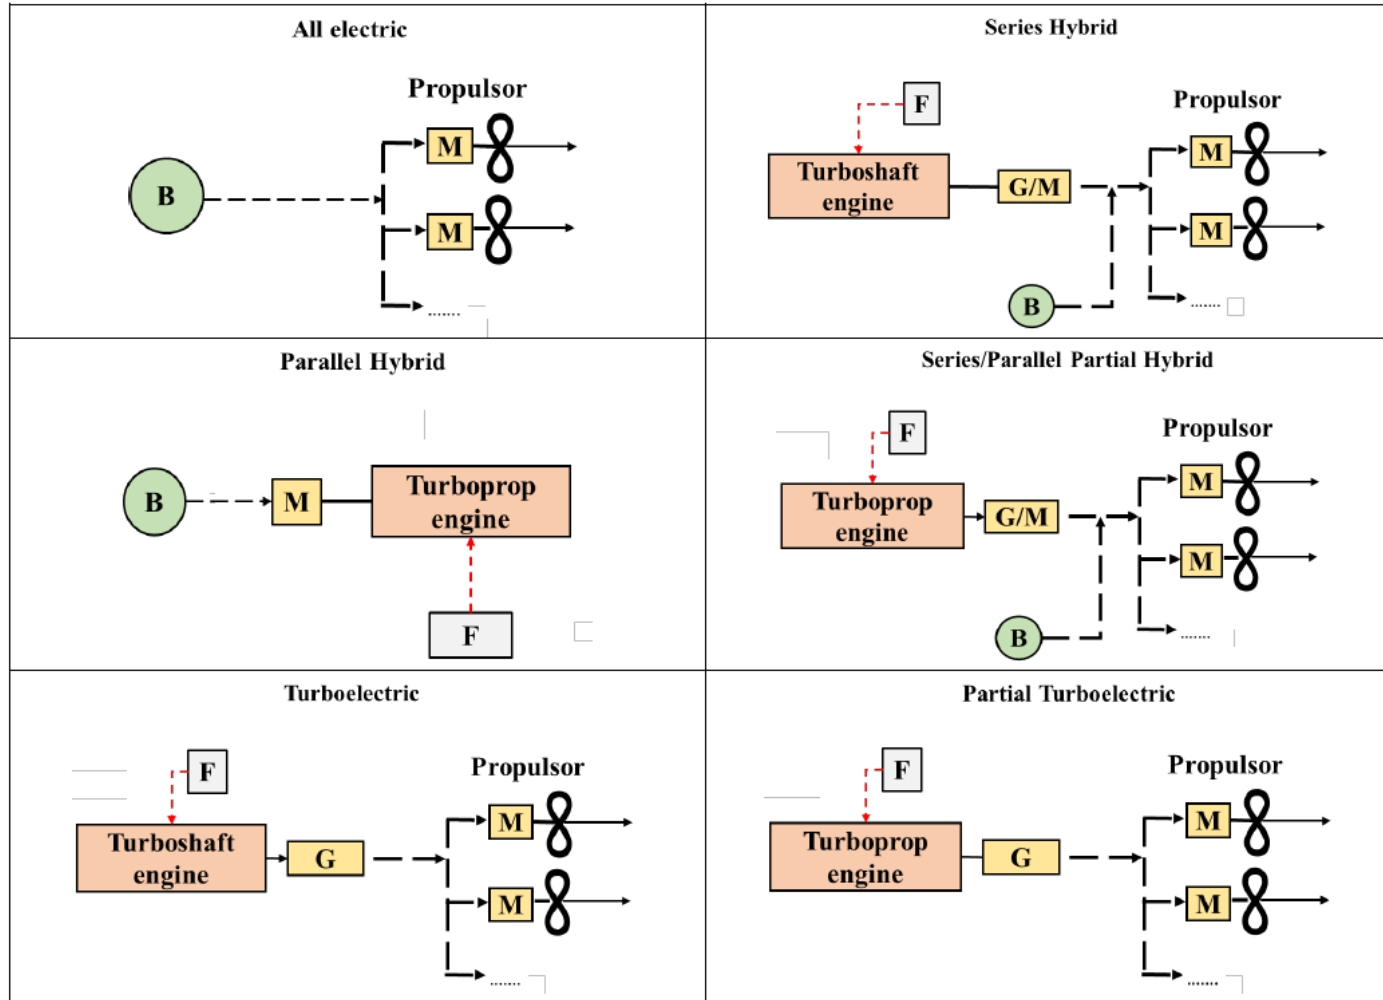 All electric
Propulsor
B
M
M
.......
Series Hybrid
F
Propulsor
Turboshaft
engine
G/M
M
M
B
.......
Parallel Hybrid
B
M
Turboprop
engine
F
Series/Parallel Partial Hybrid
F
Propulsor
Turboprop
engine
G/M
M
M
B
.......
Turboelectric
F
Propulsor
Turboshaft
engine
G
M
M
.......
Partial Turboelectric
F
Propulsor
Turboprop
engine
G
M
M
.......